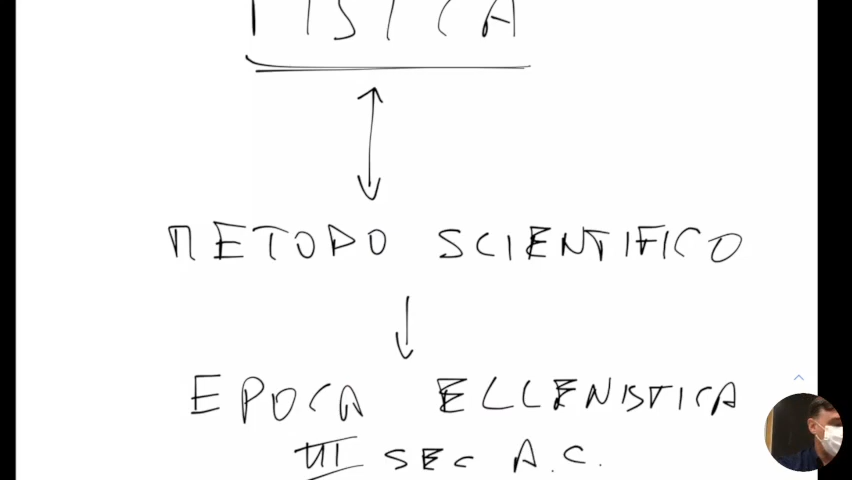 FISICA
METODO SCIENTIFICO
EPOCA ELLENISTICA
III SEC A.C.